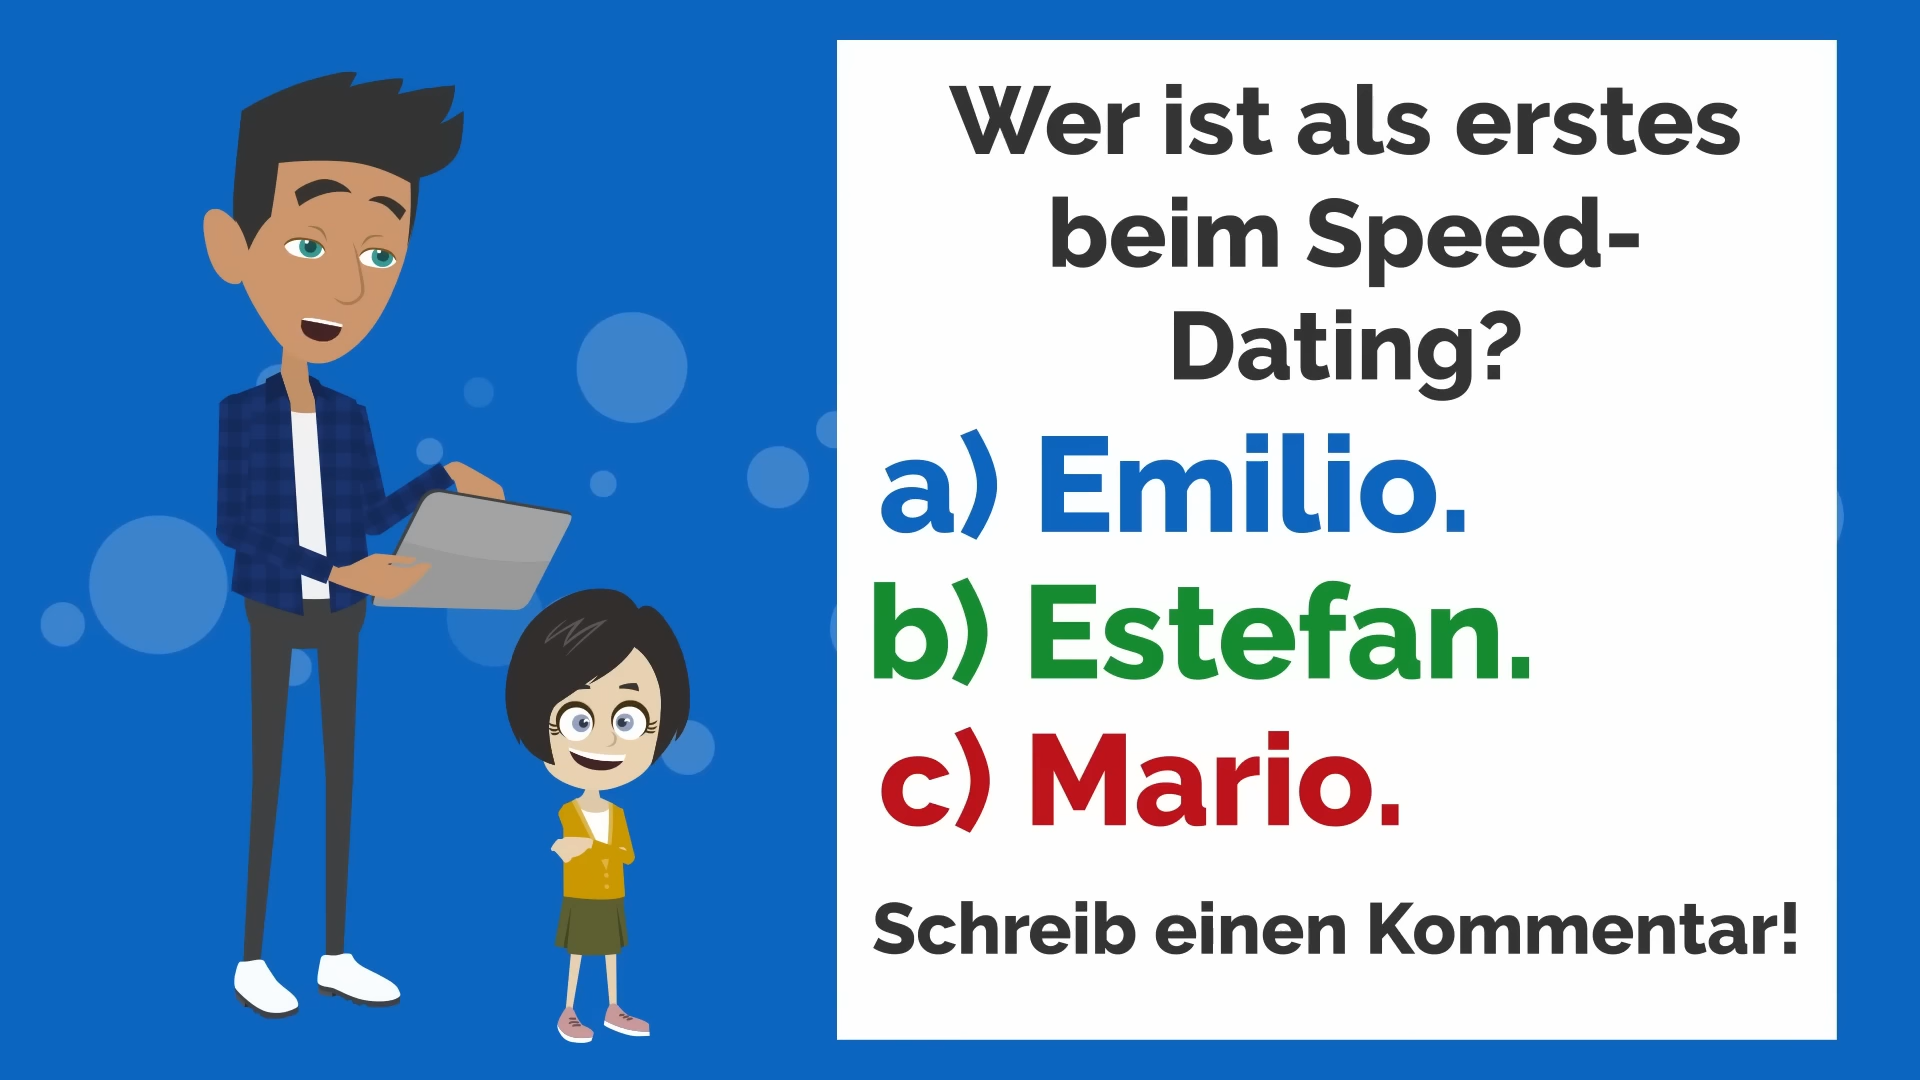 Wer ist als erstes
beim Speed-
Dating?
a) Emilio.
b) Estefan.
c) Mario.
Schreib einen Kommentar!